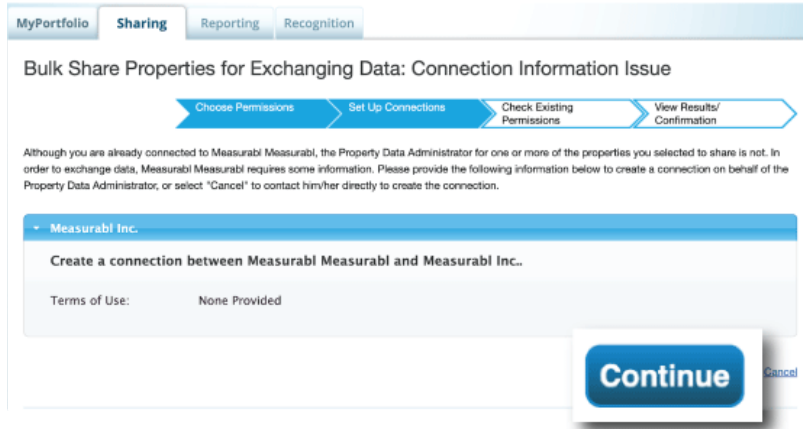 MyPortfolio Sharing Reporting Recognition
Bulk Share Properties for Exchanging Data: Connection Information Issue
Choose Permissions Set Up Connections Check Existing Permissions View Results/ Confirmation
Although you are already connected to Measurabl Measurabl, the Property Data Administrator for one or more of the properties you selected to share is not. In
order to exchange data, Measurabl Measurabl requires some information. Please provide the following information below to create a connection on behalf of the
Property Data Administrator, or select "Cancel" to contact him/her directly to create the connection.
Measurabl Inc.
Create a connection between Measurabl Measurabl and Measurabl Inc..
Terms of Use: None Provided
Continue Cancel